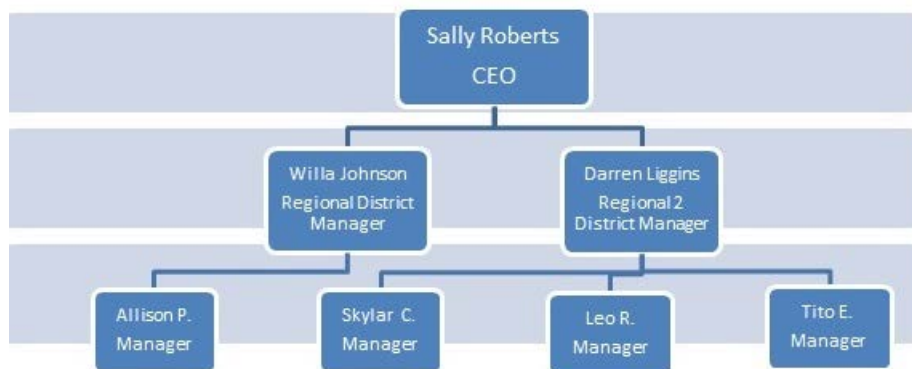 Sally Roberts
CEO
Willa Johnson
Regional District
Manager
Darren Liggins
Regional 2
District Manager
Allison P.
Manager
Skylar C.
Manager
Leo R.
Manager
Tito E.
Manager